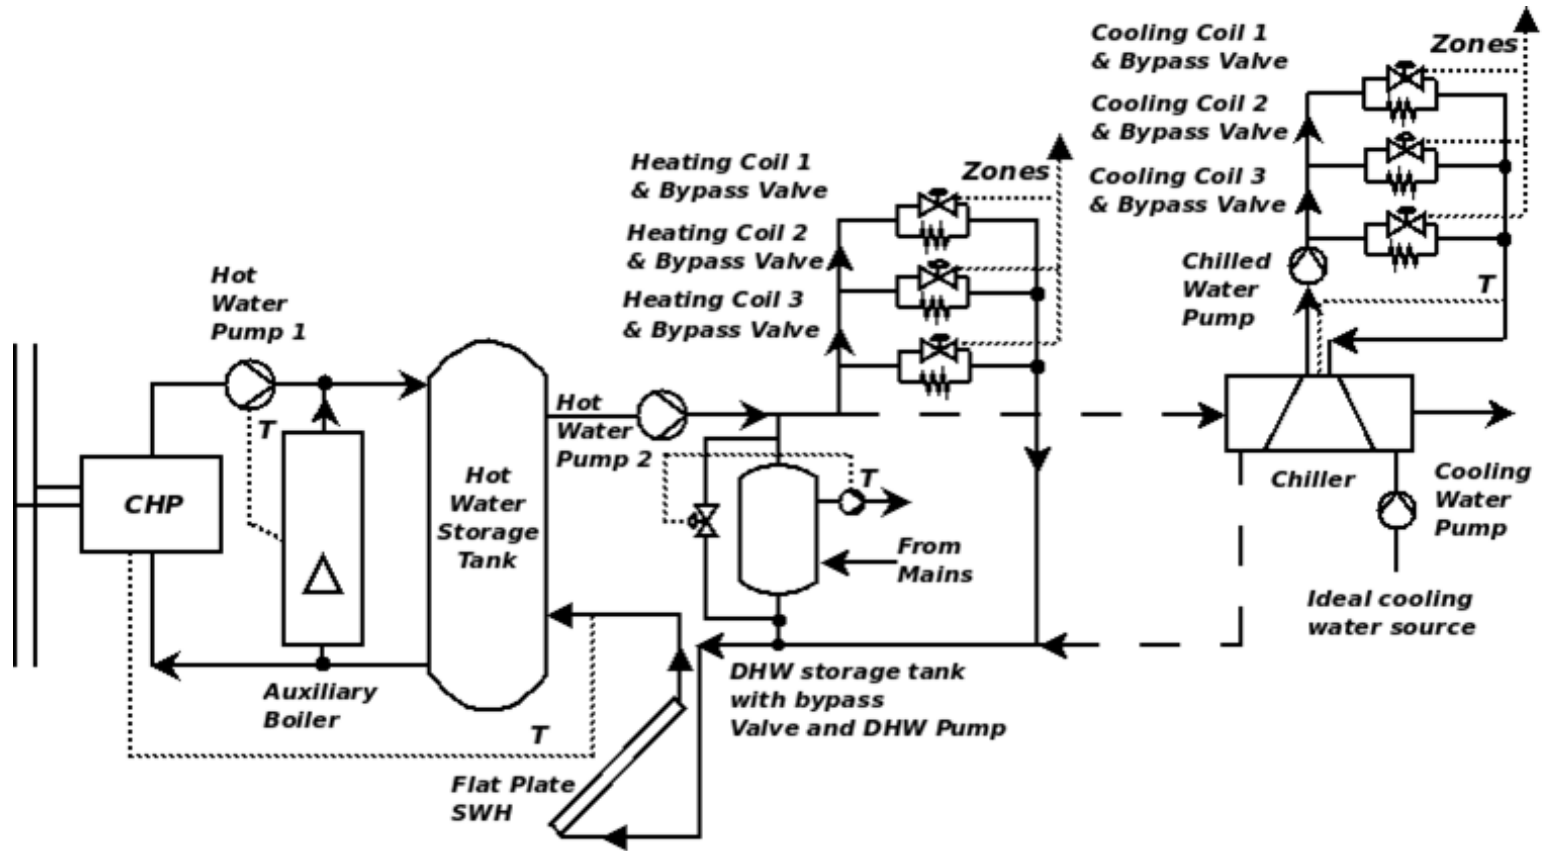 Cooling Coil 1
& Bypass Valve
Zones
Cooling Coil 2
& Bypass Valve
Cooling Coil 3
& Bypass Valve
Heating Coil 1
& Bypass Valve
Zones
Heating Coil 2
& Bypass Valve
Heating Coil 3
& Bypass Valve
Chilled
Water
Pump
T
Hot
Water
Pump 1
T
Hot
Water
Pump 2
CHP
Hot
Water
Storage
Tank
T
From
Mains
Chiller
Cooling
Water
Pump
Ideal cooling
water source
Auxiliary
Boiler
DHW storage tank
with bypass
Valve and DHW Pump
T
Flat Plate
SWH